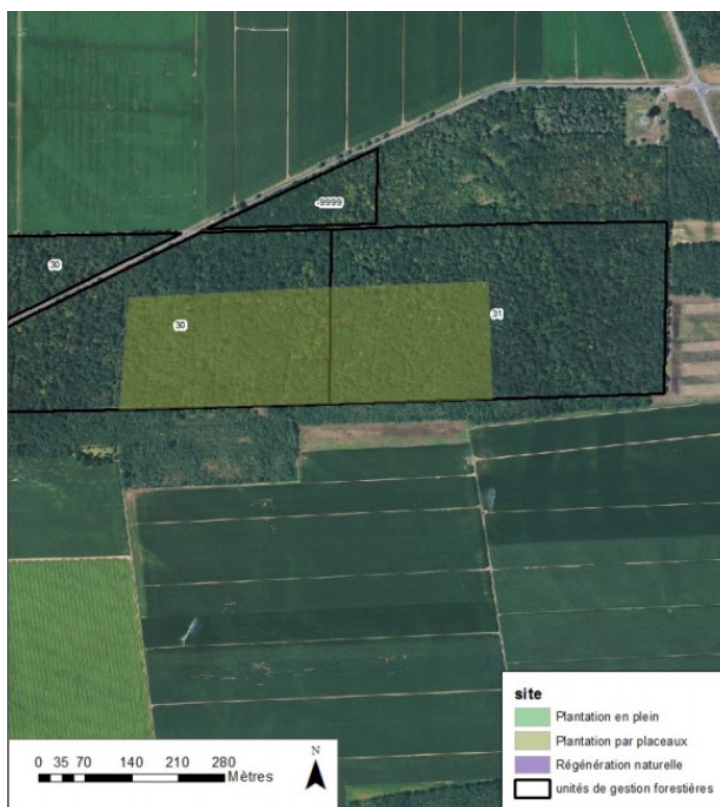 -9999
30
30
31
site
Plantation en plein
Plantation par placeaux
Régénération naturelle
unités de gestion forestières
0 35 70 140 210 280
Mètres
N